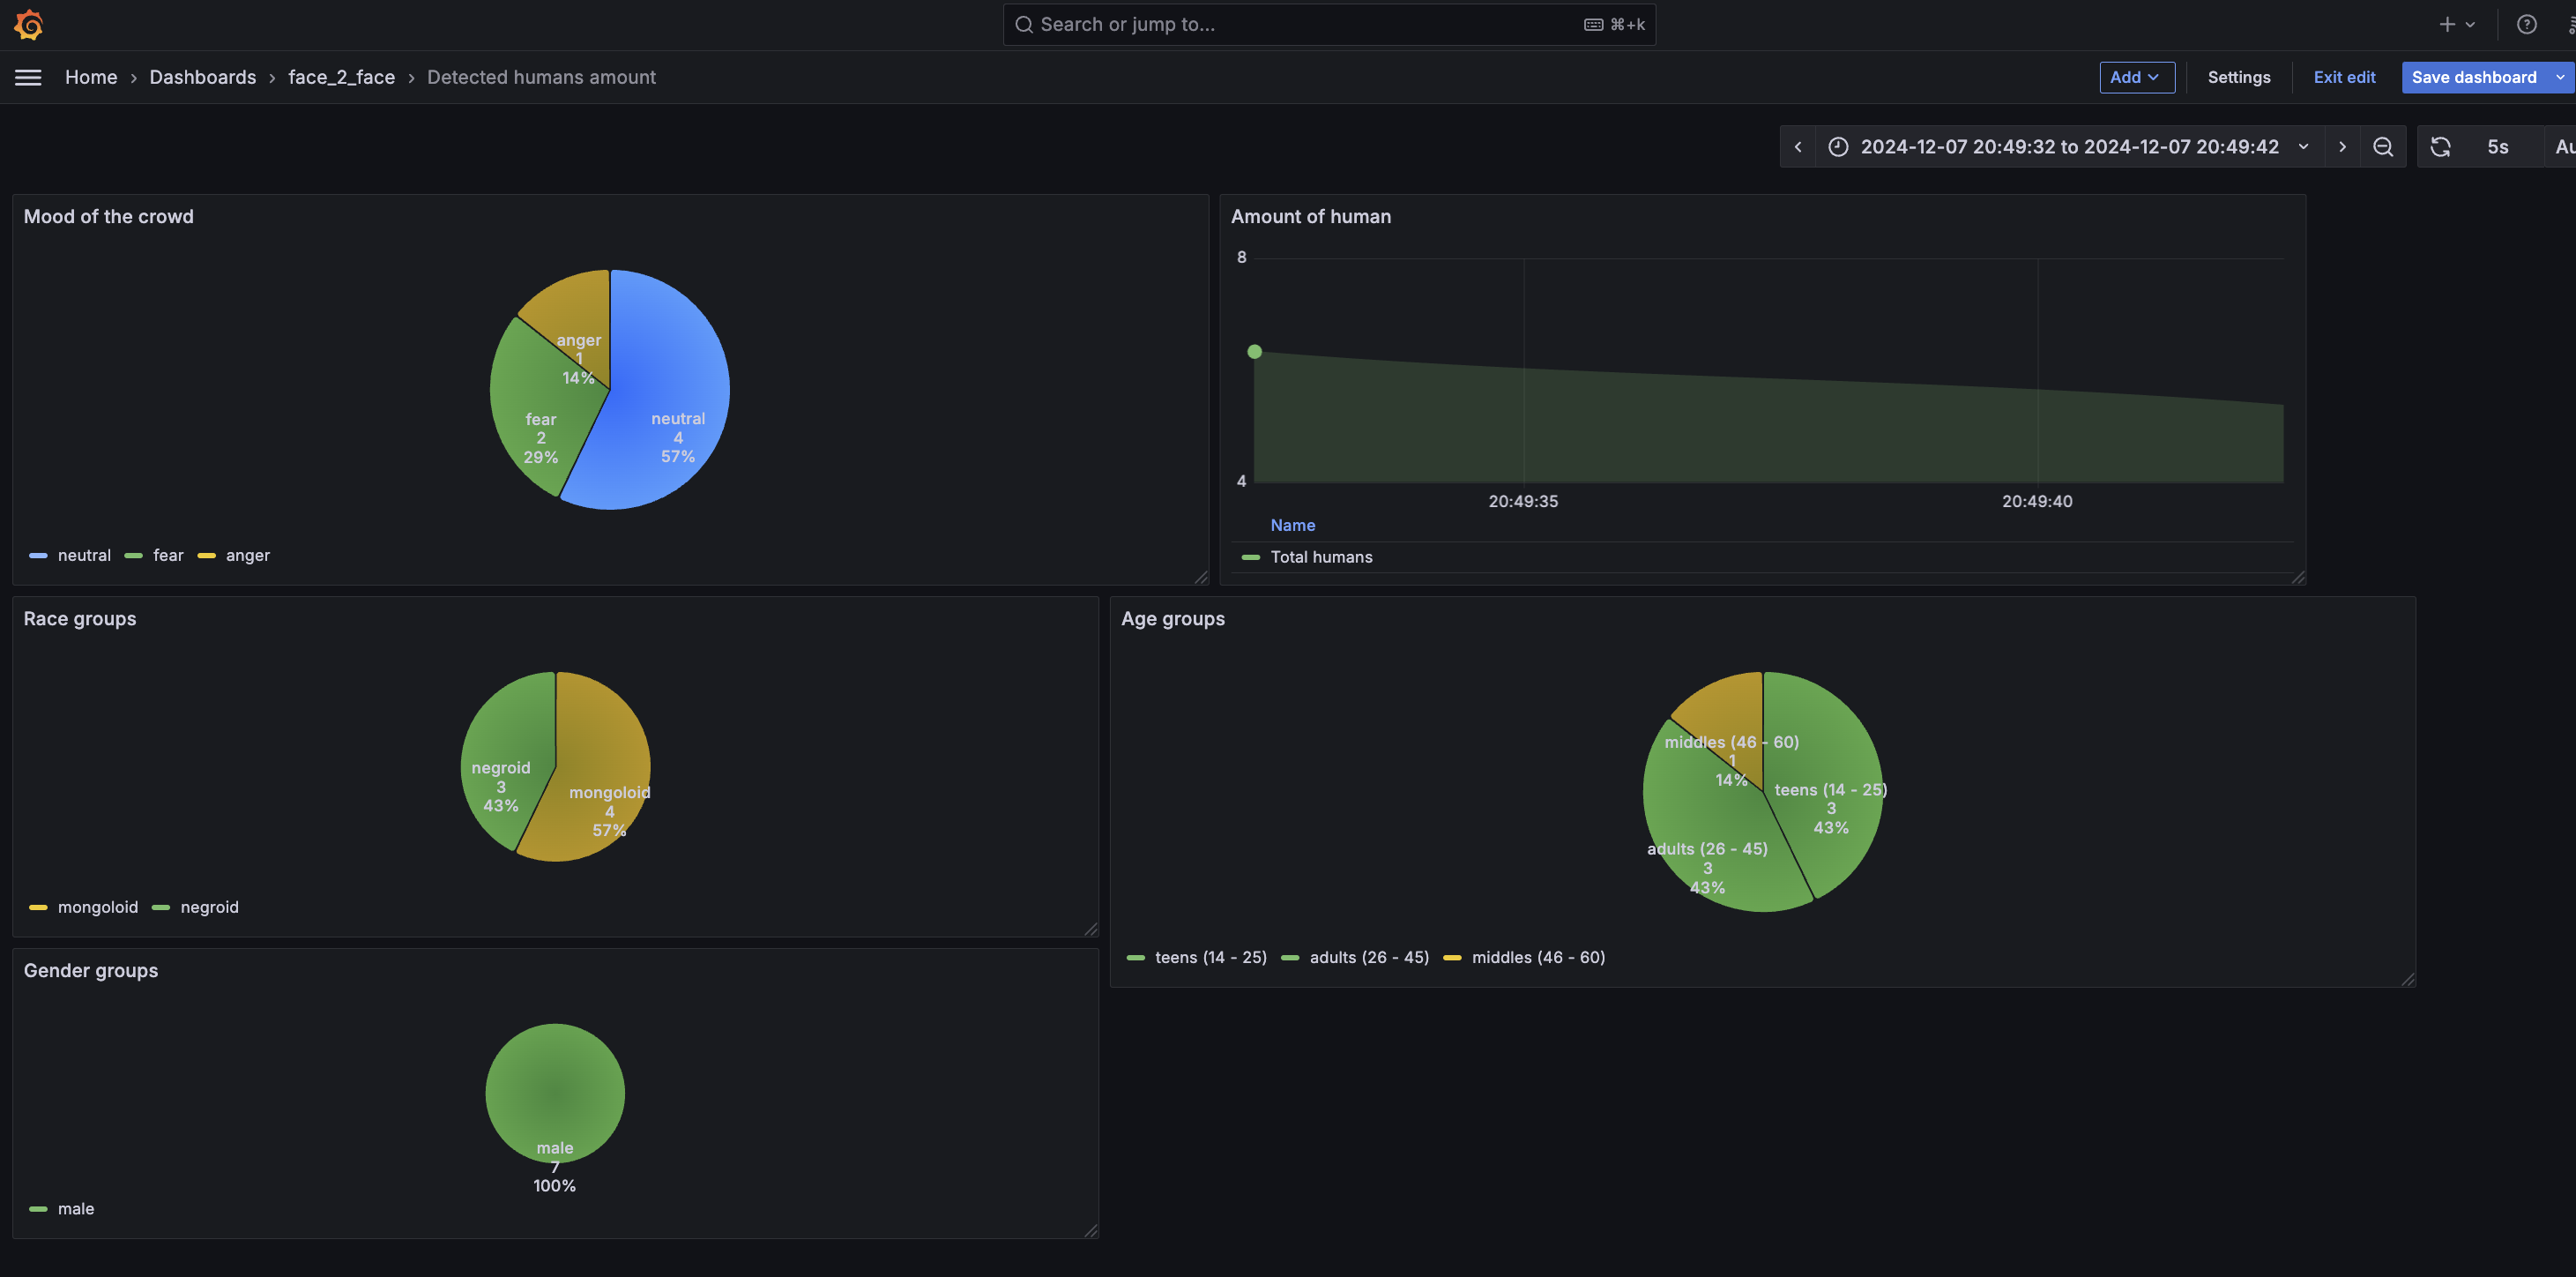 Search or jump to...
⌘+k
Home › Dashboards › face_2_face › Detected humans amount
Add
Settings
Exit edit
Save dashboard
2024-12-07 20:49:32 to 2024-12-07 20:49:42
5s
Au
Mood of the crowd
anger
1
14%
fear
2
29%
neutral
4
57%
neutral fear anger
Amount of human
8
4
20:49:35 20:49:40
Name
Total humans
Race groups
negroid
3
43%
mongoloid
4
57%
mongoloid negroid
Age groups
middles (46 - 60)
1
14%
teens (14 - 25)
3
43%
adults (26 - 45)
3
43%
teens (14 - 25) adults (26 - 45) middles (46 - 60)
Gender groups
male
7
100%
male